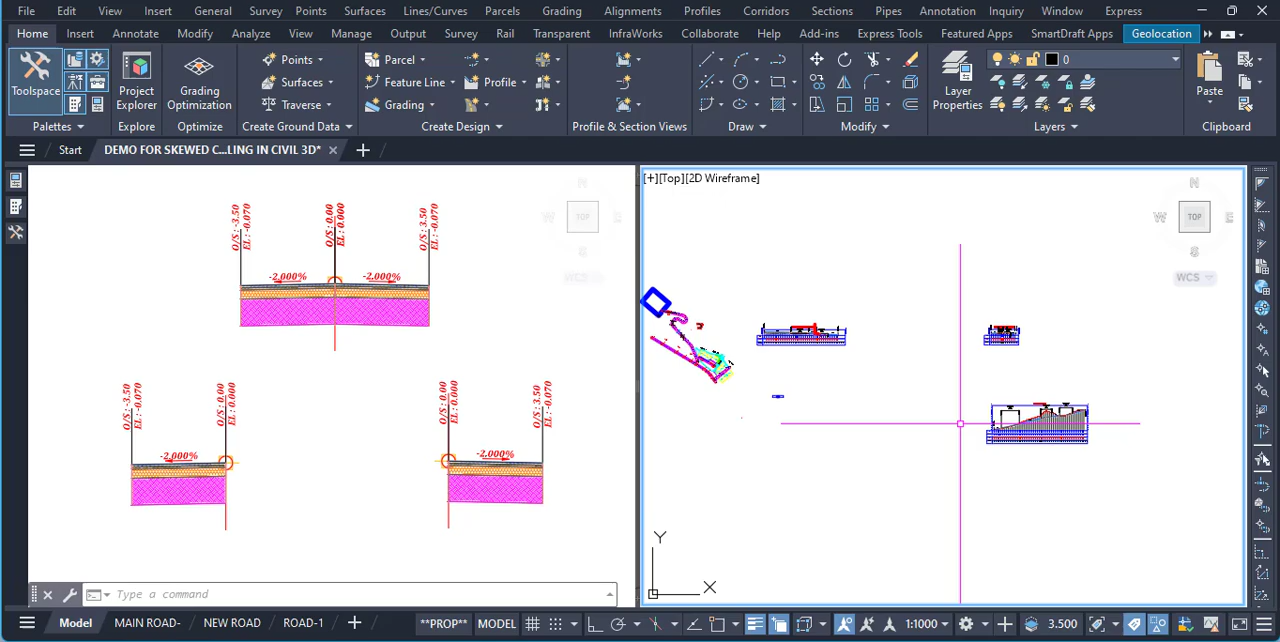 File Edit View Insert General Survey Points Surfaces Lines/Curves Parcels Grading Alignments Profiles Corridors Sections Pipes Annotation Inquiry Window Express
Home Insert Annotate Modify Analyze View Manage Output Survey Rail Transparent InfraWorks Collaborate Help Add-ins Express Tools Featured Apps SmartDraft Apps Geolocation
Toolspace
Palettes
Project
Explorer
Explore
Grading
Optimization
Optimize
Points
Surfaces
Traverse
Create Ground Data
Parcel
Feature Line
Grading
Profile
Create Design
Profile & Section Views
Draw
Modify
Layer
Properties
0
Layers
Paste
Clipboard
Start
DEMO FOR SKEWED C...LING IN CIVIL 3D*
[+][Top][2D Wireframe]
N
W TOP E
S
WCS
N
W TOP E
S
WCS
O/S: -3.50
EL: -0.070
O/S: 0.00
EL: 0.000
O/S: 3.50
EL: -0.070
-2.000%
-2.000%
O/S: -3.50
EL: -0.070
O/S: 0.00
EL: 0.000
-2.000%
O/S: 0.00
EL: 0.000
O/S: 3.50
EL: -0.070
-2.000%
Y
X
Type a command
Model MAIN ROAD- NEW ROAD ROAD-1
**PROP** MODEL 1:1000 3.500